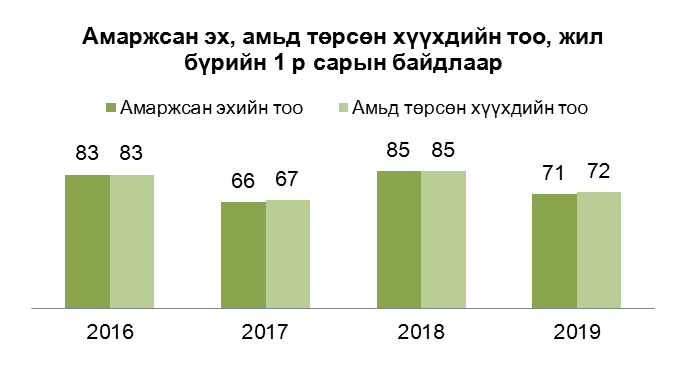 Амаржсан эх, амьд төрсөн хүүхдийн тоо, жил
бүрийн 1 р сарын байдлаар
Амаржсан эхийн тоо Амьд төрсөн хүүхдийн тоо
83 83 66 67 85 85 71 72
2016 2017 2018 2019